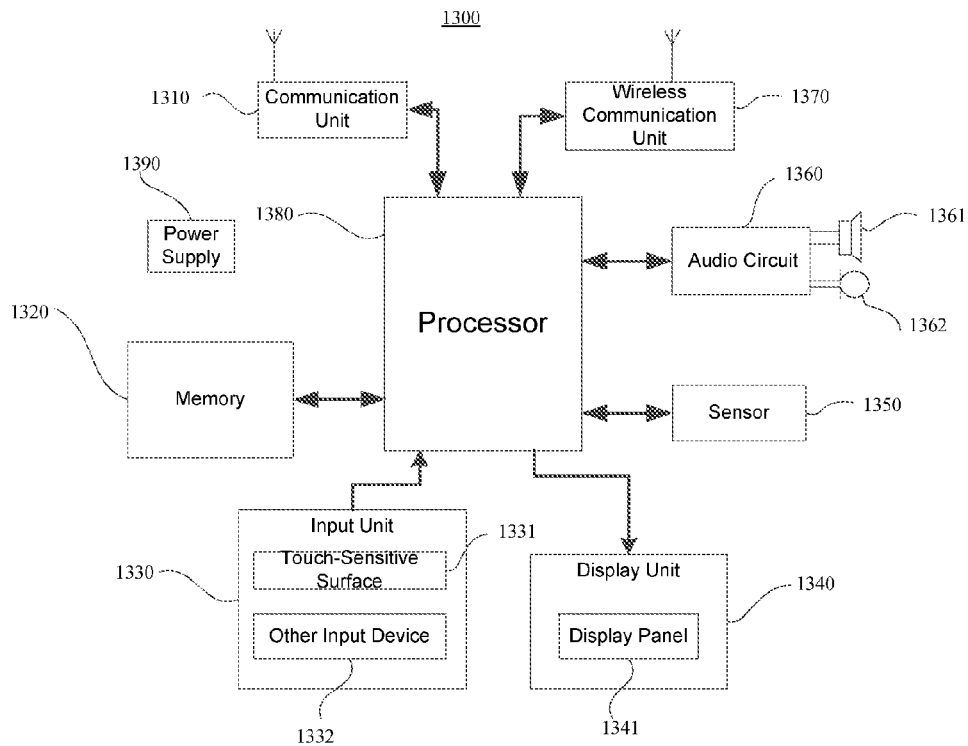 1300
1310
Communication
Unit
Wireless
Communication
Unit
1370
1390
Power
Supply
1380
1360
1361
Audio Circuit
1362
Processor
1320
Memory
Sensor
1350
Input Unit
1331
Touch-Sensitive
Surface
1330
Other Input Device
1332
Display Unit
1340
Display Panel
1341